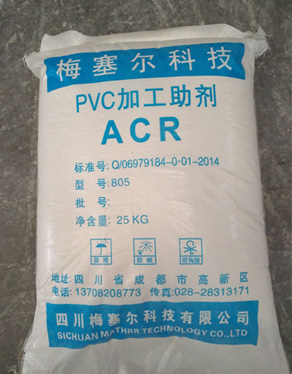 梅塞尔科技
PVC加工助剂
ACR
标准号: Q/06979184-0·01-2014
型 号: 805
批 号:
净含量: 25 KG
地址: 四川省成都市高新区
电话: 13708208773 传真: 028-28313171
四川梅塞尔科技有限公司
SICHUAN MATHRR TECHNOLOGY CO.,LTD